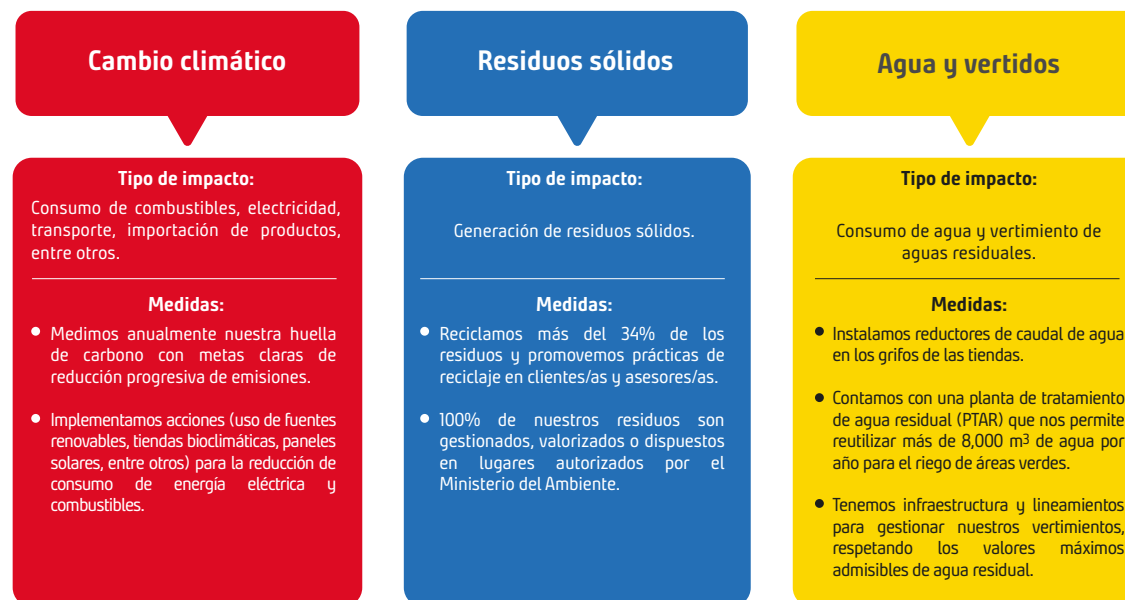 Cambio climático
Tipo de impacto:
Consumo de combustibles, electricidad,
transporte, importación de productos,
entre otros.
Medidas:
• Medimos anualmente nuestra huella
de carbono con metas claras de
reducción progresiva de emisiones.
• Implementamos acciones (uso de fuentes
renovables, tiendas bioclimáticas, paneles
solares, entre otros) para la reducción de
consumo de energía eléctrica y
combustibles.
Residuos sólidos
Tipo de impacto:
Generación de residuos sólidos.
Medidas:
• Reciclamos más del 34% de los
residuos y promovemos prácticas de
reciclaje en clientes/as y asesores/as.
• 100% de nuestros residuos son
gestionados, valorizados o dispuestos
en lugares autorizados por el
Ministerio del Ambiente.
Agua y vertidos
Tipo de impacto:
Consumo de agua y vertimiento de
aguas residuales.
Medidas:
• Instalamos reductores de caudal de agua
en los grifos de las tiendas.
• Contamos con una planta de tratamiento
de agua residual (PTAR) que nos permite
reutilizar más de 8,000 m³ de agua por
año para el riego de áreas verdes.
• Tenemos infraestructura y lineamientos
para gestionar nuestros vertimientos,
respetando los valores máximos
admisibles de agua residual.